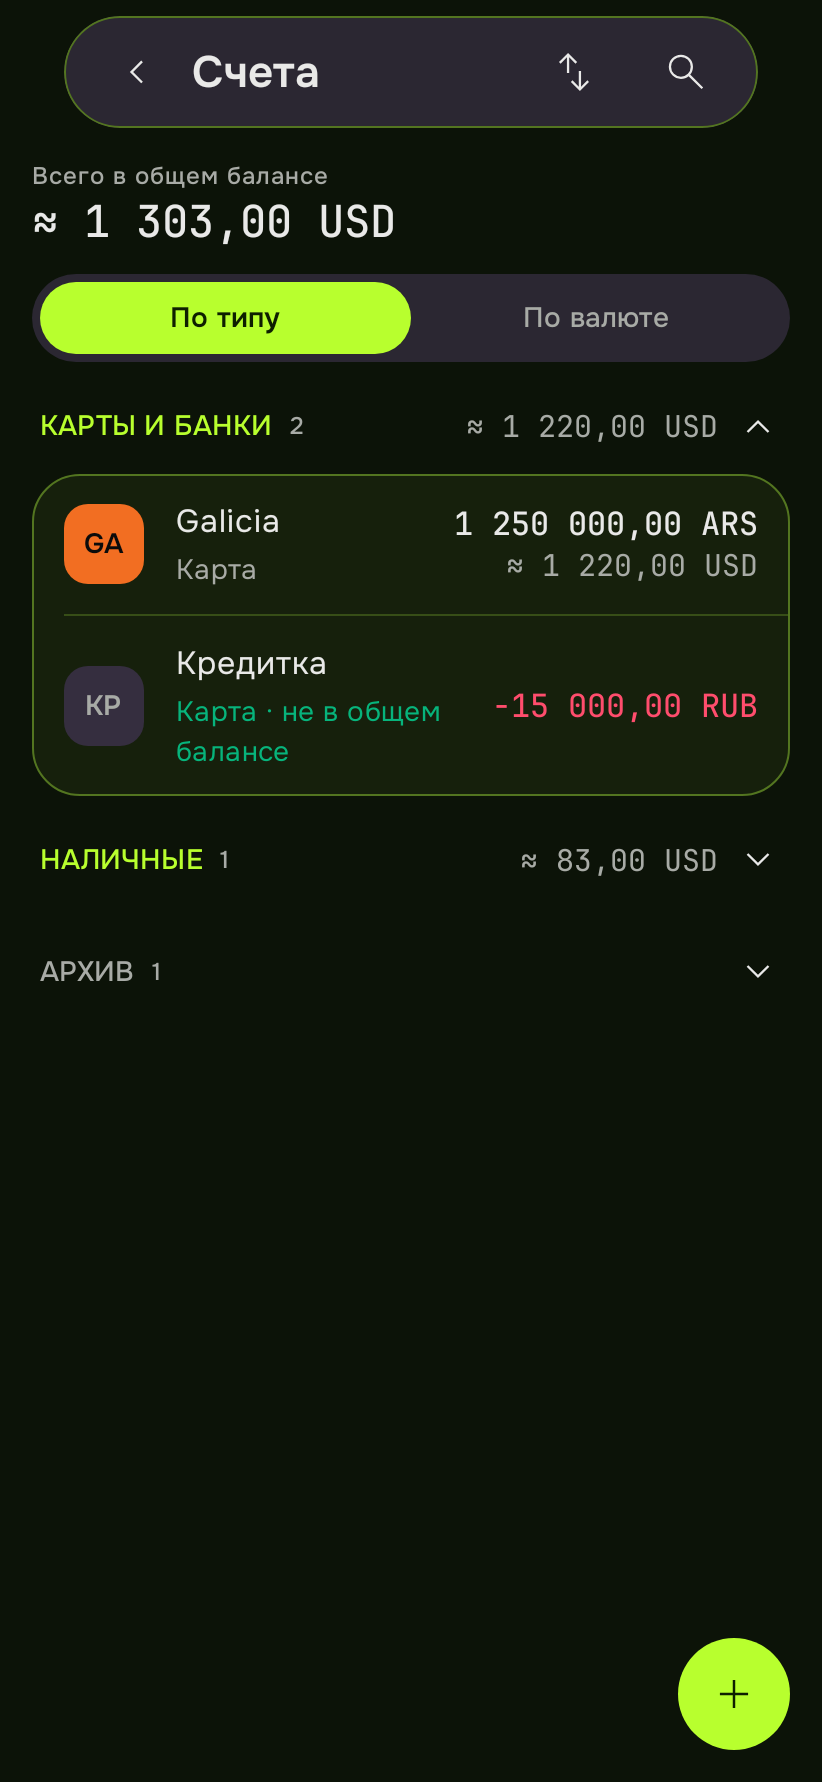 Счета
Всего в общем балансе
≈ 1 303,00 USD
По типу
По валюте
КАРТЫ И БАНКИ 2
≈ 1 220,00 USD
GA
Galicia
Карта
1 250 000,00 ARS
≈ 1 220,00 USD
KP
Кредитка
Карта · не в общем
балансе
-15 000,00 RUB
НАЛИЧНЫЕ 1
≈ 83,00 USD
АРХИВ 1